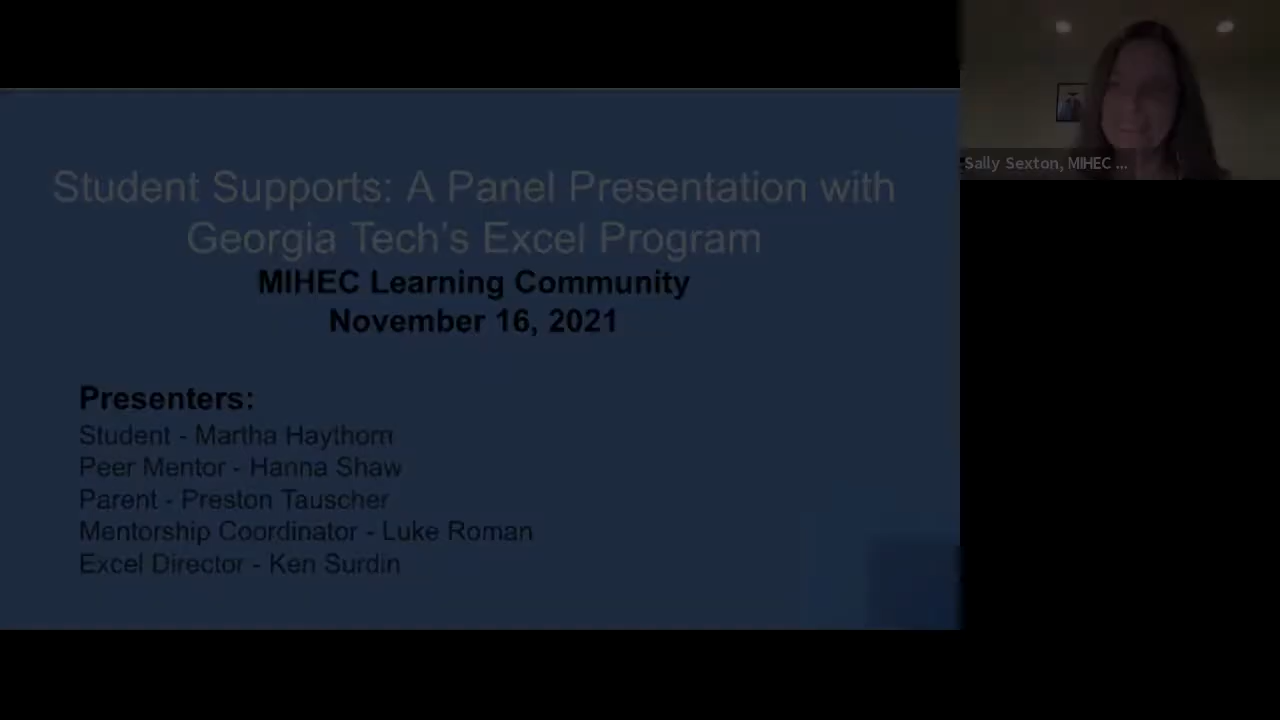 Student Supports: A Panel Presentation with
Georgia Tech's Excel Program
MIHEC Learning Community
November 16, 2021
Presenters:
Student - Martha Haythorn
Peer Mentor - Hanna Shaw
Parent - Preston Tauscher
Mentorship Coordinator - Luke Roman
Excel Director - Ken Surdin
Sally Sexton, MIHEC ...